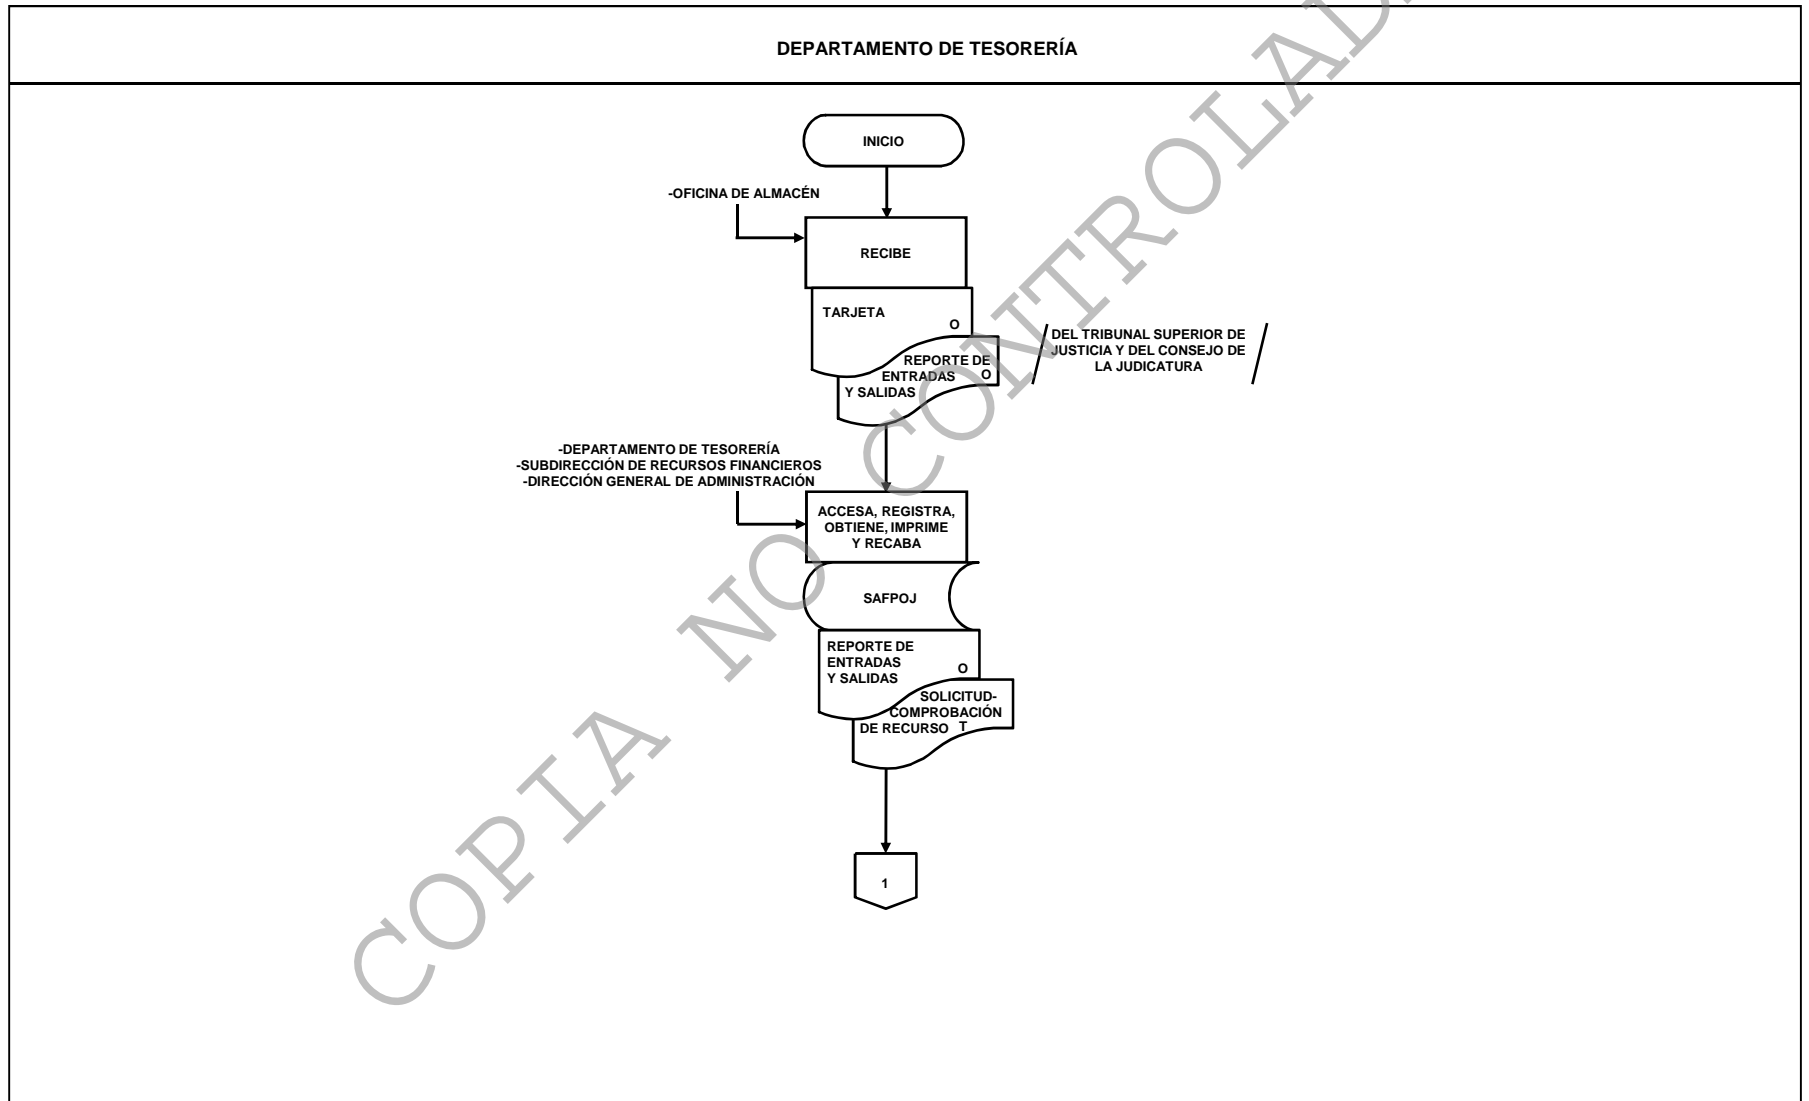 DEPARTAMENTO DE TESORERÍA
INICIO
-OFICINA DE ALMACÉN
RECIBE
TARJETA
O
REPORTE DE
ENTRADAS O
Y SALIDAS
DEL TRIBUNAL SUPERIOR DE
JUSTICIA Y DEL CONSEJO DE
LA JUDICATURA
-DEPARTAMENTO DE TESORERÍA
-SUBDIRECCIÓN DE RECURSOS FINANCIEROS
-DIRECCIÓN GENERAL DE ADMINISTRACIÓN
ACCESA, REGISTRA,
OBTIENE, IMPRIME
Y RECABA
SAFPOJ
REPORTE DE
ENTRADAS
Y SALIDAS
O
SOLICITUD-
COMPROBACIÓN
DE RECURSO T
1
COPIA NO CONTROLAD